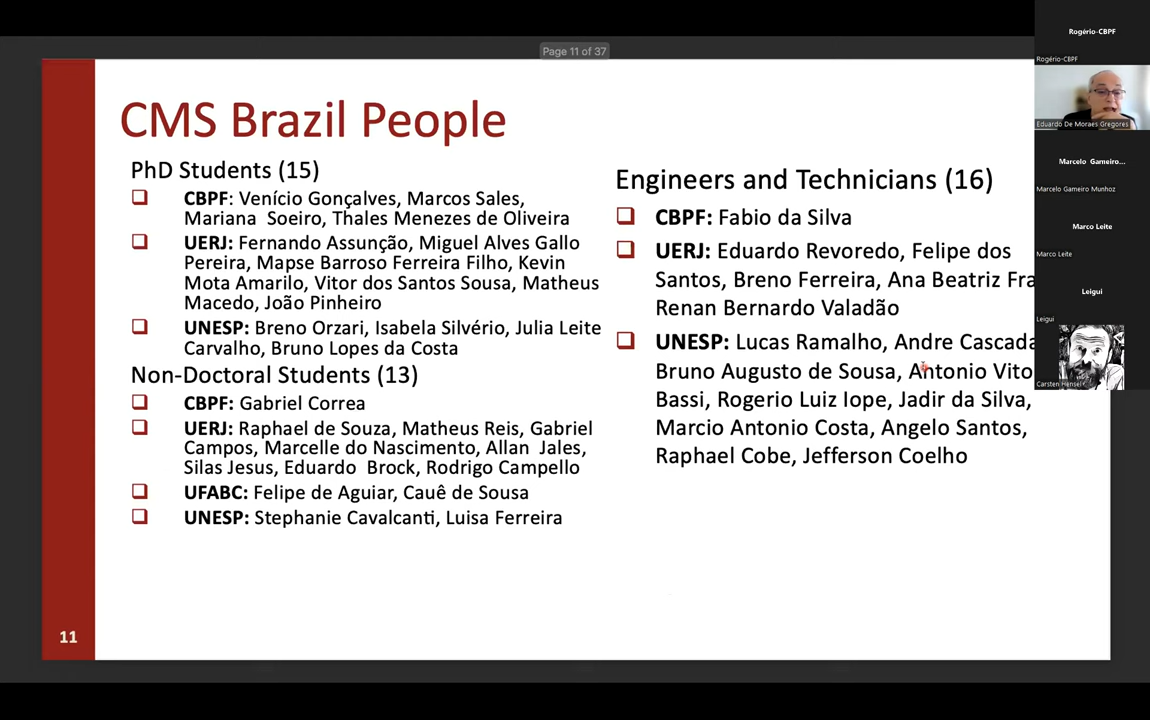 Page 11 of 37
CMS Brazil People
PhD Students (15)
CBPF: Venício Gonçalves, Marcos Sales,
Mariana Soeiro, Thales Menezes de Oliveira
UERJ: Fernando Assunção, Miguel Alves Gallo
Pereira, Mapse Barroso Ferreira Filho, Kevin
Mota Amarilo, Vitor dos Santos Sousa, Matheus
Macedo, João Pinheiro
UNESP: Breno Orzari, Isabela Silvério, Julia Leite
Carvalho, Bruno Lopes da Costa
Non-Doctoral Students (13)
CBPF: Gabriel Correa
UERJ: Raphael de Souza, Matheus Reis, Gabriel
Campos, Marcelle do Nascimento, Allan Jales,
Silas Jesus, Eduardo Brock, Rodrigo Campello
UFABC: Felipe de Aguiar, Cauê de Sousa
UNESP: Stephanie Cavalcanti, Luisa Ferreira
Engineers and Technicians (16)
CBPF: Fabio da Silva
UERJ: Eduardo Revoredo, Felipe dos
Santos, Breno Ferreira, Ana Beatriz Fra
Renan Bernardo Valadão
UNESP: Lucas Ramalho, Andre Cascada
Bruno Augusto de Sousa, Antonio Vito
Bassi, Rogerio Luiz Iope, Jadir da Silva,
Marcio Antonio Costa, Angelo Santos,
Raphael Cobe, Jefferson Coelho
11
Rogério-CBPF
Rogério-CBPF
Eduardo De Moraes Gregores
Marcelo Gameiro...
Marcelo Gameiro Munhoz
Marco Leite
Marco Leite
Leigui
Leigui
Carsten Hensel